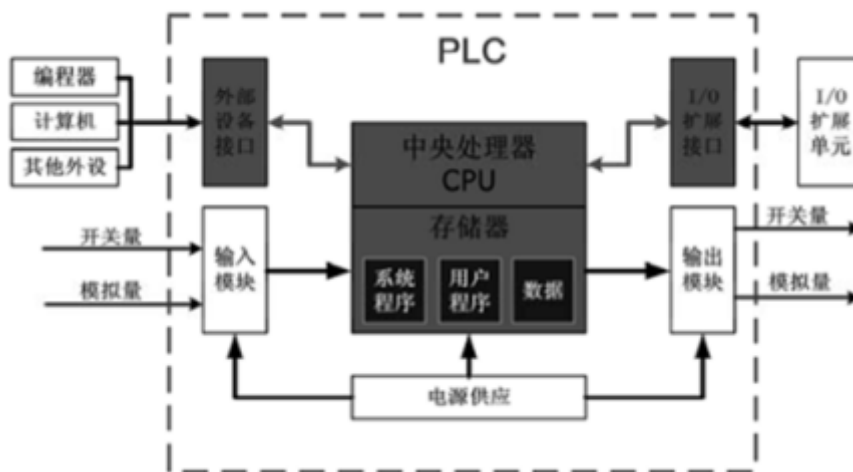 PLC
编程器
计算机
其他外设
外部
设备
接口
中央处理器
CPU
I/O
扩展
接口
I/O
扩展
单元
开关量
模拟量
输入
模块
存储器
系统
程序
用户
程序
数据
输出
模块
开关量
模拟量
电源供应